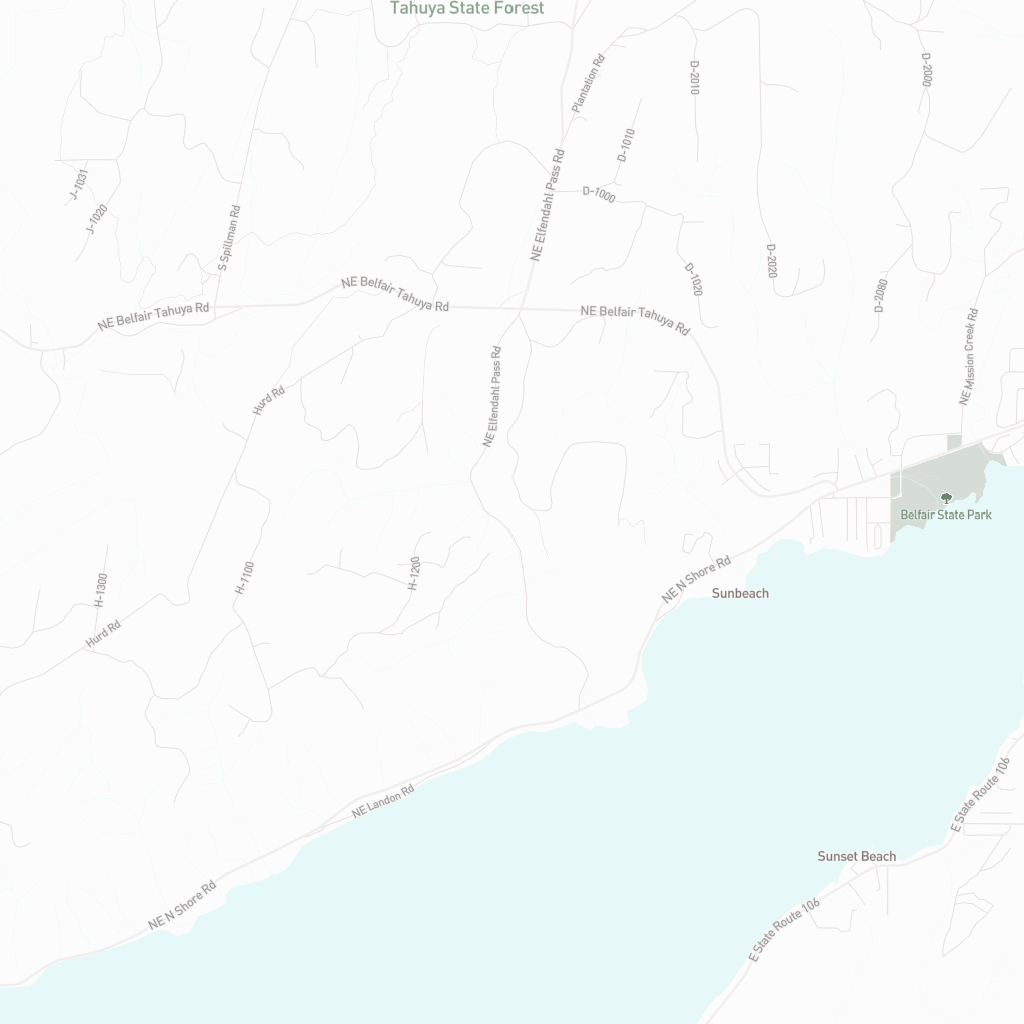 Tahuya State Forest
Plantation Rd
D-2010
D-2000
D-1010
J-1031
J-1020
S Spillman Rd
NE Elfendahl Pass Rd
D-1000
D-1020
D-2020
D-2080
NE Belfair Tahuya Rd
NE Belfair Tahuya Rd
NE Belfair Tahuya Rd
NE Mission Creek Rd
Hurd Rd
NE Elfendahl Pass Rd
Belfair State Park
H-1300
H-1100
H-1200
NE N Shore Rd
Sunbeach
Hurd Rd
NE Landon Rd
E State Route 106
Sunset Beach
NE N Shore Rd
E State Route 106